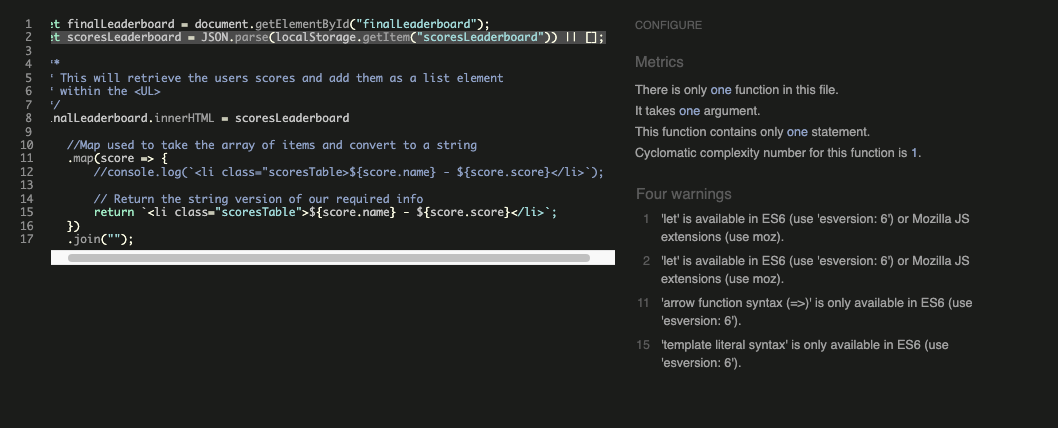 1 et finalLeaderboard = document.getElementById("finalLeaderboard");
2 et scoresLeaderboard = JSON.parse(localStorage.getItem("scoresLeaderboard")) || [];
3
4 **
5 * This will retrieve the users scores and add them as a list element
6 * within the <UL>
7 */
8 inalLeaderboard.innerHTML = scoresLeaderboard
9
10 //Map used to take the array of items and convert to a string
11 .map(score => {
12 //console.log(`<li class="scoresTable>${score.name} - ${score.score}</li>`);
13
14 // Return the string version of our required info
15 return `<li class="scoresTable">${score.name} - ${score.score}</li>`;
16 })
17 .join("");
CONFIGURE
Metrics
There is only one function in this file.
It takes one argument.
This function contains only one statement.
Cyclomatic complexity number for this function is 1.
Four warnings
1 'let' is available in ES6 (use 'esversion: 6') or Mozilla JS
extensions (use moz).
2 'let' is available in ES6 (use 'esversion: 6') or Mozilla JS
extensions (use moz).
11 'arrow function syntax (=>)' is only available in ES6 (use
'esversion: 6').
15 'template literal syntax' is only available in ES6 (use
'esversion: 6').